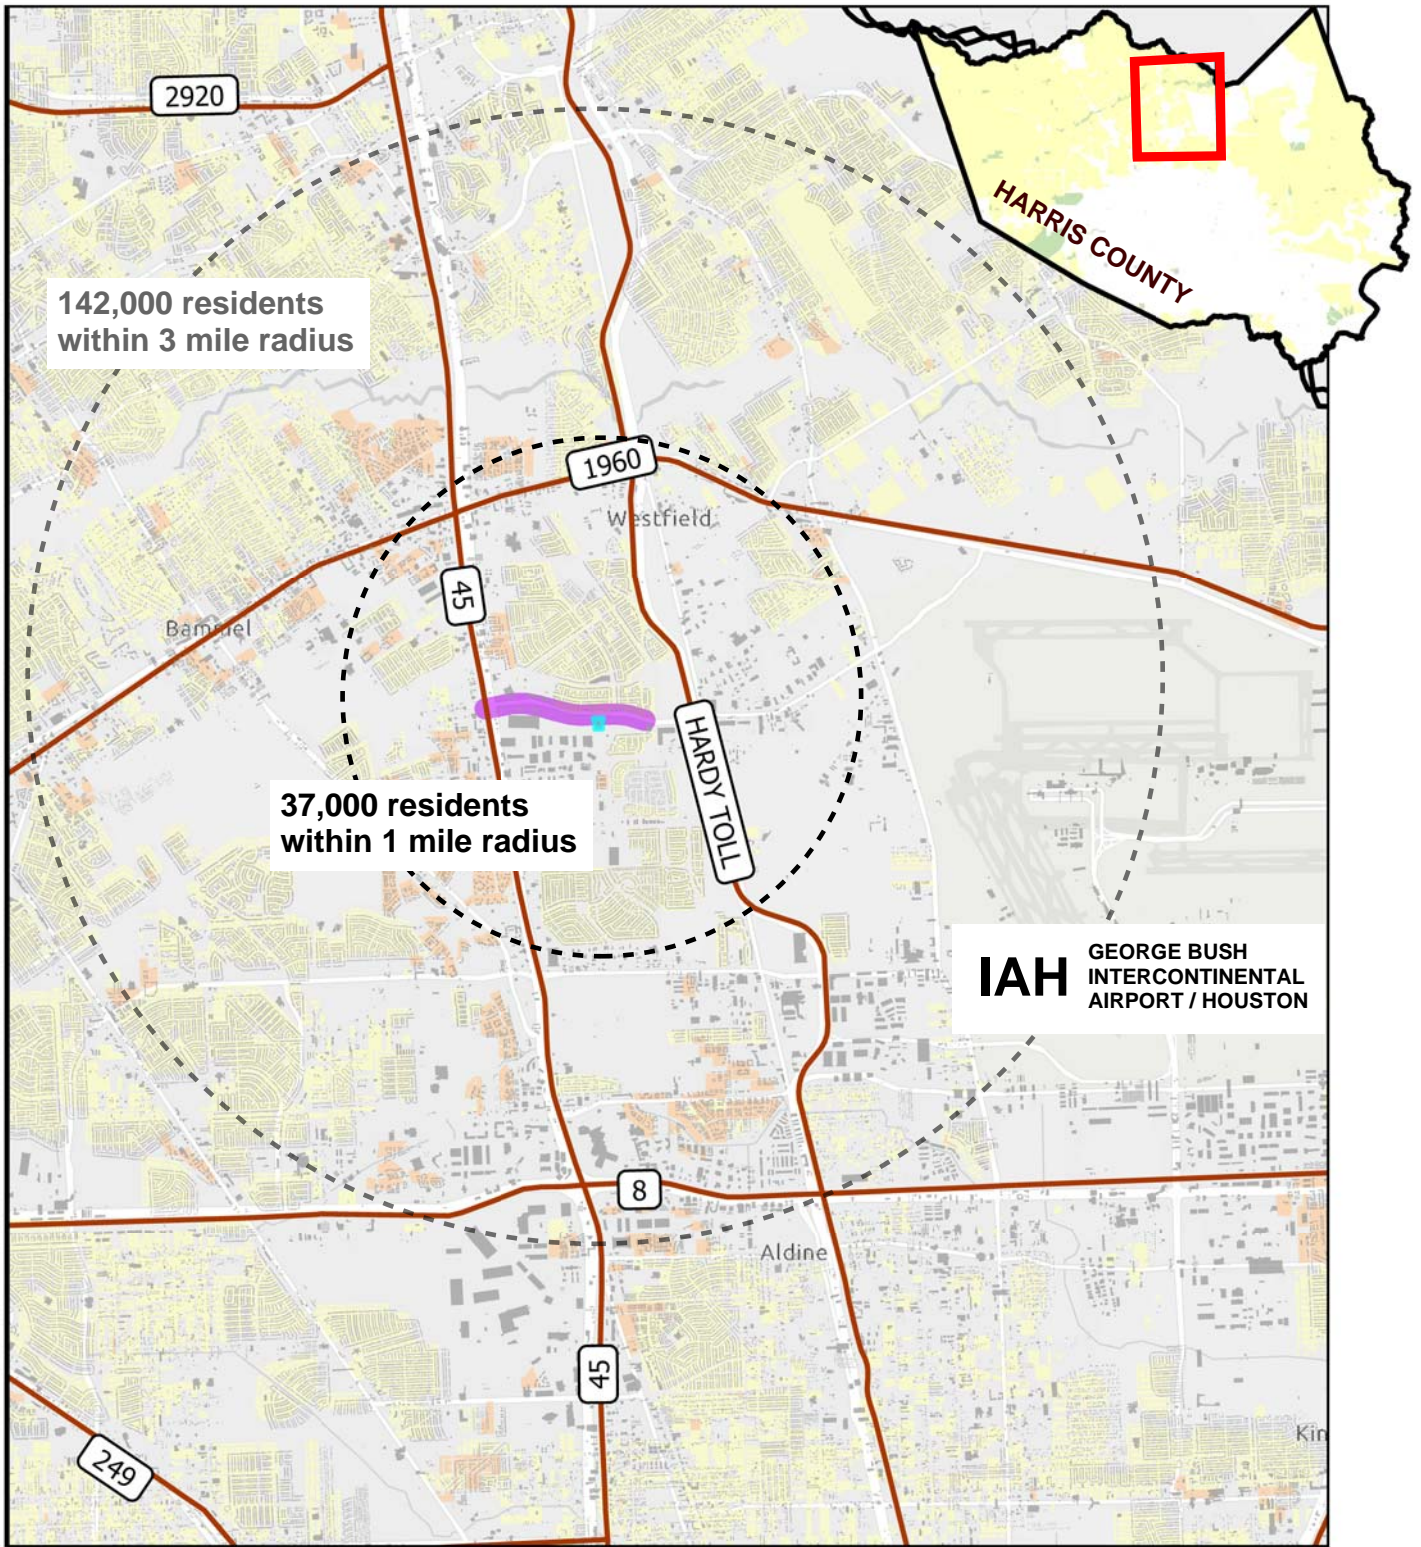 2920
HARRIS COUNTY
142,000 residents
within 3 mile radius
1960
Westfield
45
Bammel
HARDY TOLL
37,000 residents
within 1 mile radius
IAH
GEORGE BUSH
INTERCONTINENTAL
AIRPORT / HOUSTON
8
Aldine
45
249
Kin